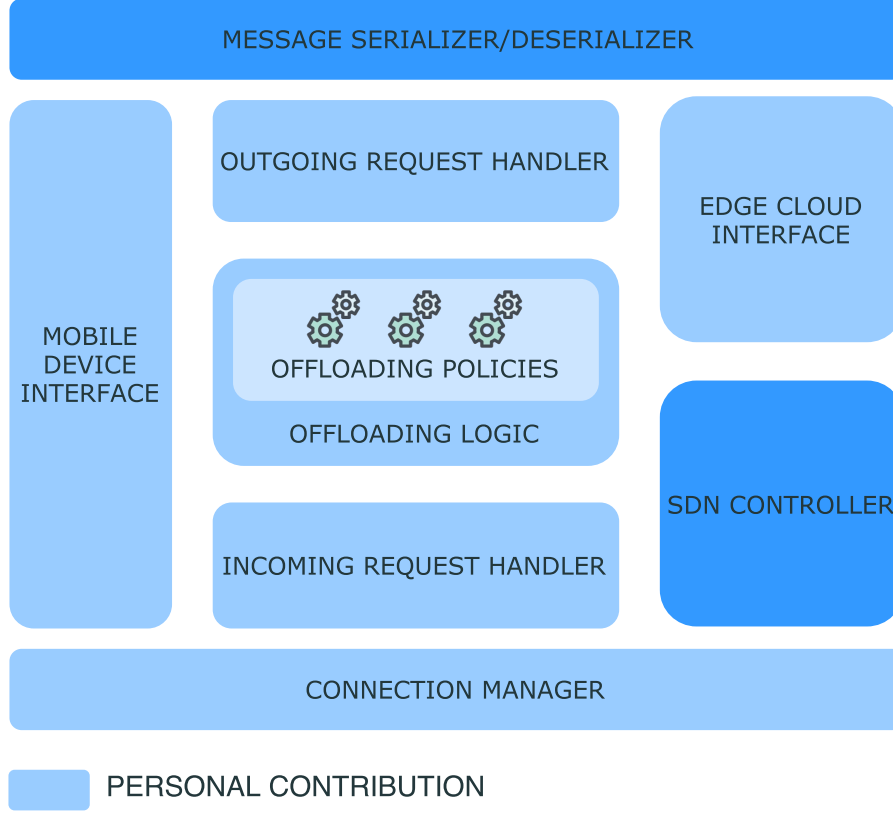 MESSAGE SERIALIZER/DESERIALIZER
OUTGOING REQUEST HANDLER
EDGE CLOUD
INTERFACE
MOBILE
DEVICE
INTERFACE
OFFLOADING POLICIES
OFFLOADING LOGIC
SDN CONTROLLER
INCOMING REQUEST HANDLER
CONNECTION MANAGER
PERSONAL CONTRIBUTION